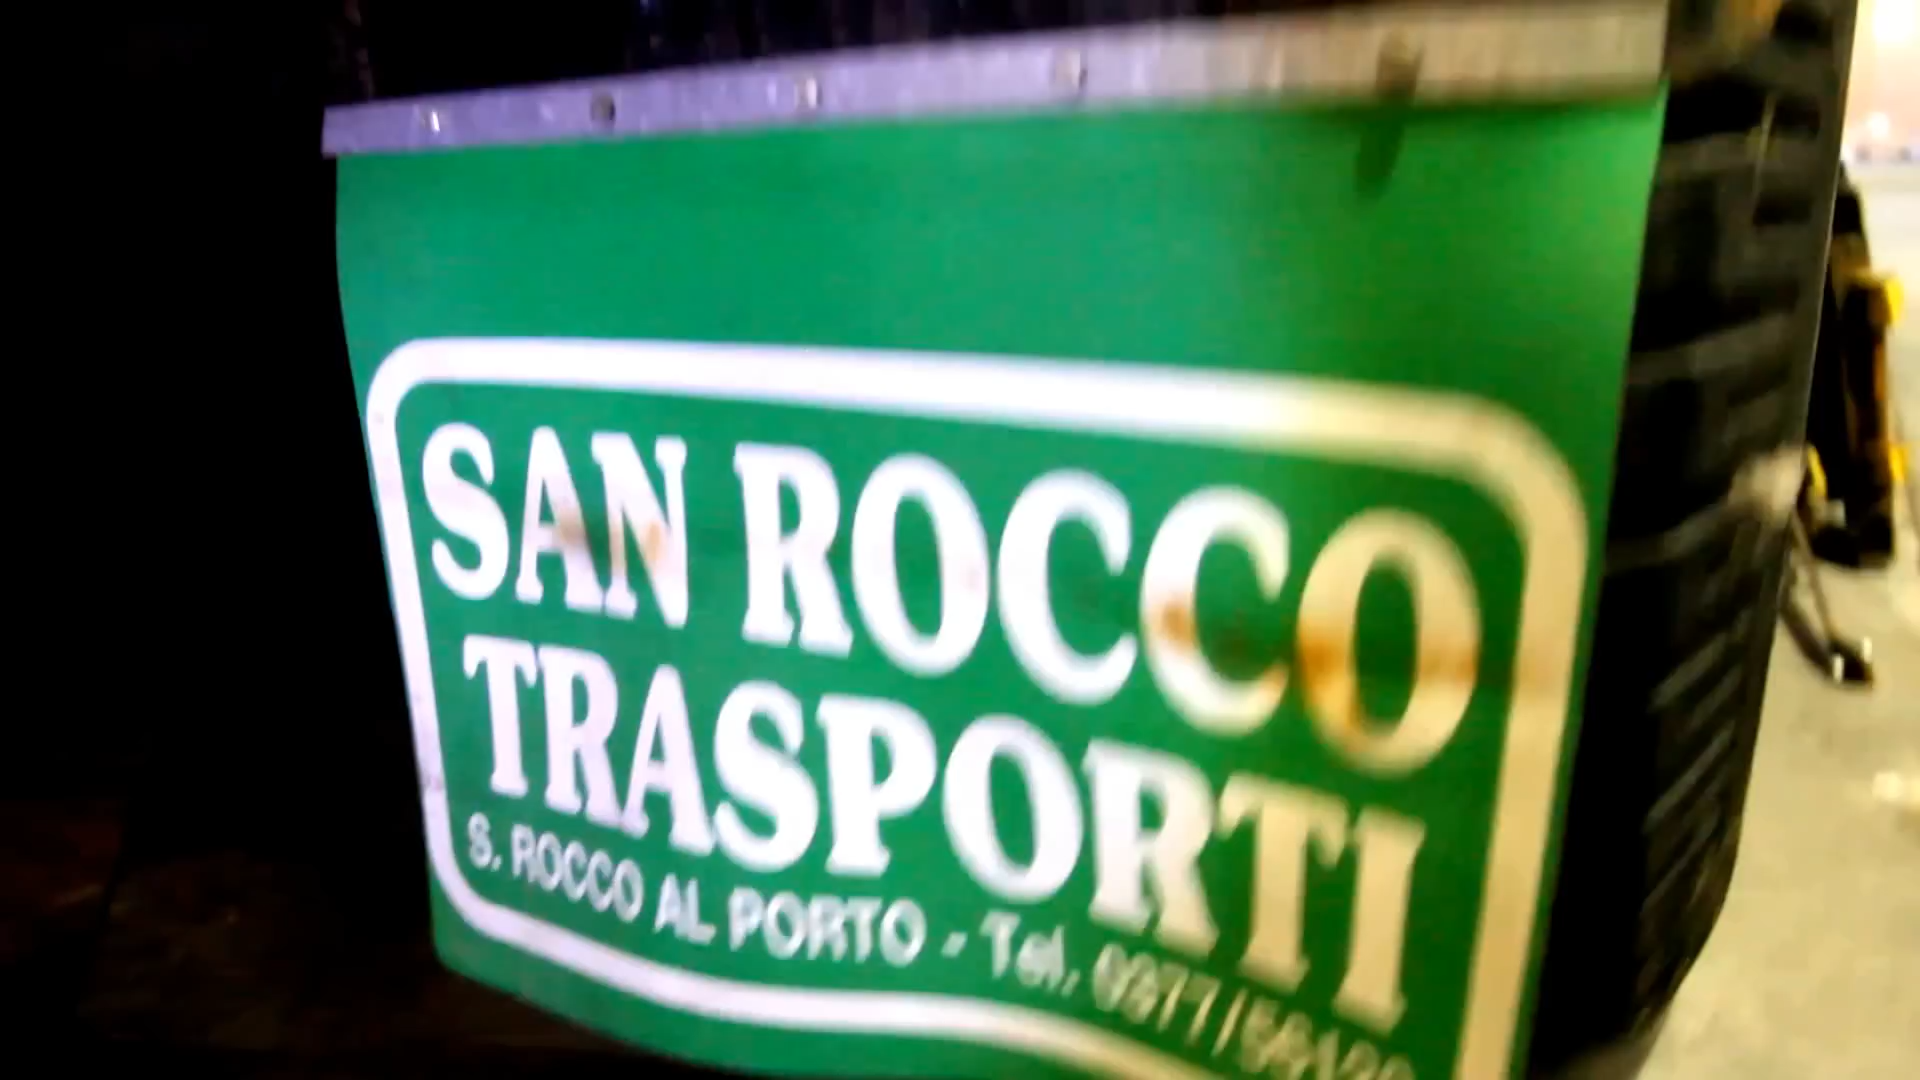 SAN ROCCO
TRASPORTI
S. ROCCO AL PORTO - Tel.